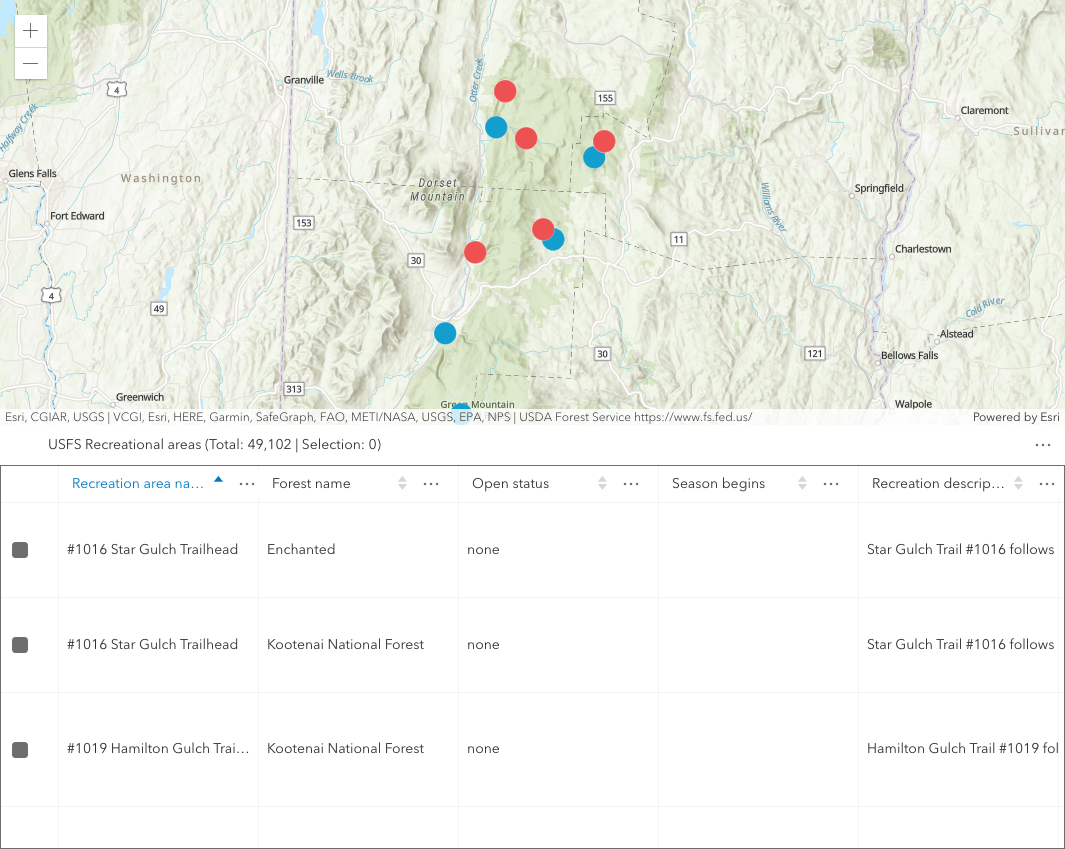 +
−
Granville
Wells Brook
Otter Creek
4
155
Claremont
Sullivar
Halfway Creek
Glens Falls
Washington
Dorset
Mountain
Williams River
Springfield
Fort Edward
153
11
30
Charlestown
4
49
Cold River
Alstead
30
121
Bellows Falls
313
Greenwich
Green Mountain
Walpole
Esri, CGIAR, USGS | VCGI, Esri, HERE, Garmin, SafeGraph, FAO, METI/NASA, USGS, EPA, NPS | USDA Forest Service https://www.fs.fed.us/
Powered by Esri
USFS Recreational areas (Total: 49,102 | Selection: 0)
Recreation area na… Forest name Open status Season begins Recreation descrip…
#1016 Star Gulch Trailhead Enchanted none Star Gulch Trail #1016 follows
#1016 Star Gulch Trailhead Kootenai National Forest none Star Gulch Trail #1016 follows
#1019 Hamilton Gulch Trai… Kootenai National Forest none Hamilton Gulch Trail #1019 fol